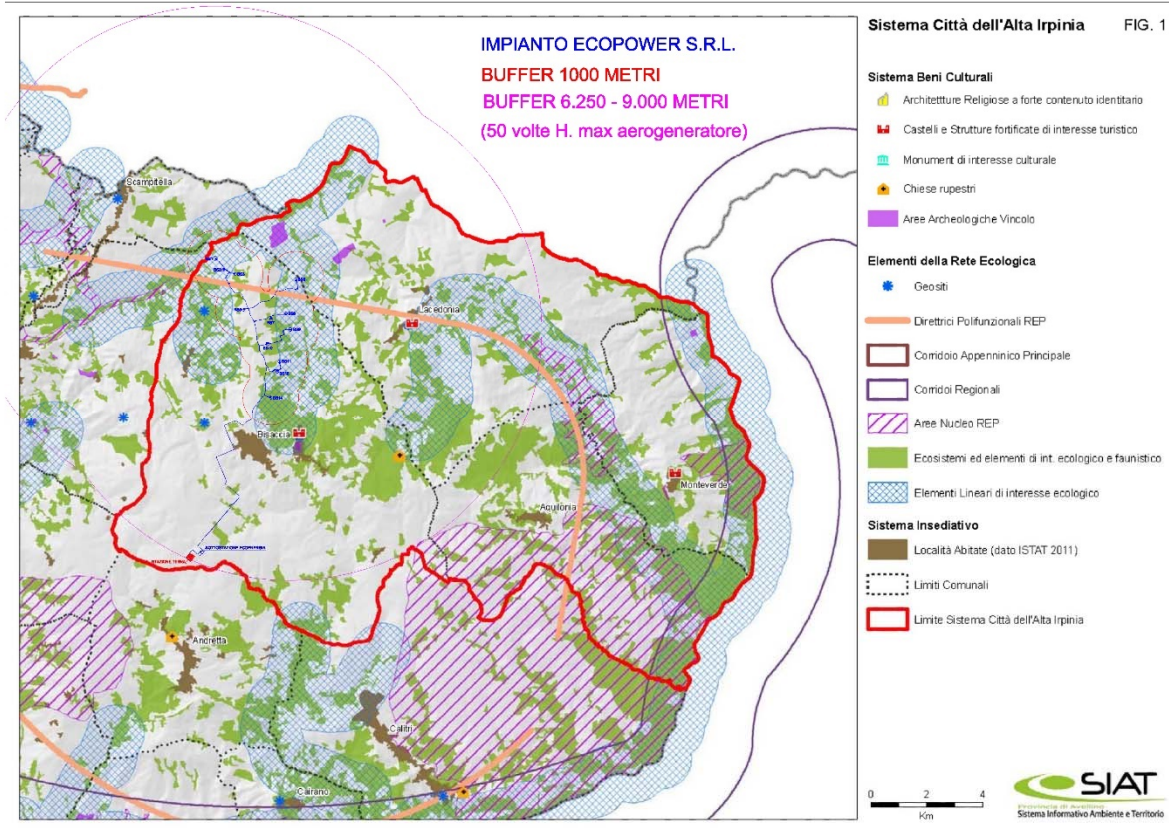 Sistema Città dell'Alta Irpinia
FIG. 1
IMPIANTO ECOPOWER S.R.L.
BUFFER 1000 METRI
BUFFER 6.250 - 9.000 METRI
(50 volte H. max aerogeneratore)
Scampitella
Lacedonia
Bisaccia
Monteverde
Aquilonia
Andretta
Calitri
Cairano
Sistema Beni Culturali
Architettture Religiose a forte contenuto identitario
Castelli e Strutture fortificate di interesse turistico
Monument di interesse culturale
Chiese rupestri
Aree Archeologiche Vincolo
Elementi della Rete Ecologica
Geositi
Direttrici Polifunzionali REP
Corridoio Appenninico Principale
Corridoi Regionali
Aree Nucleo REP
Ecosistemi ed elementi di int. ecologico e faunistico
Elementi Lineari di interesse ecologico
Sistema Insediativo
Località Abitate (dato ISTAT 2011)
Limiti Comunali
Limite Sistema Città dell'Alta Irpinia
0 2 4
Km
SIAT
Provincia di Avellino
Sistema Informativo Ambiente e Territorio